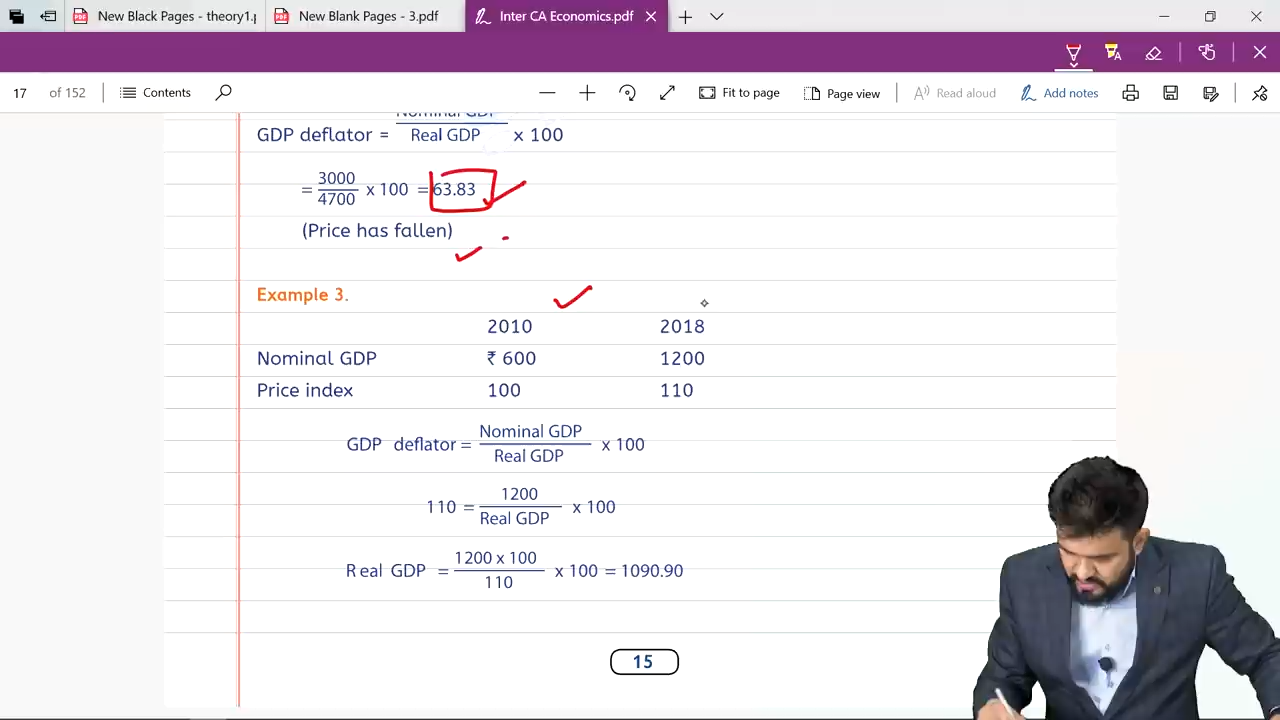 New Black Pages - theory1.p
New Blank Pages - 3.pdf
Inter CA Economics.pdf
17 of 152
Contents
Fit to page
Page view
Read aloud
Add notes
Nominal GDP
GDP deflator = Real GDP x 100
= 3000/4700 x 100 = 63.83
(Price has fallen)
Example 3.
2010 2018
Nominal GDP ₹ 600 1200
Price index 100 110
GDP deflator = Nominal GDP/Real GDP x 100
110 = 1200/Real GDP x 100
Real GDP = 1200 x 100/110 x 100 = 1090.90
15